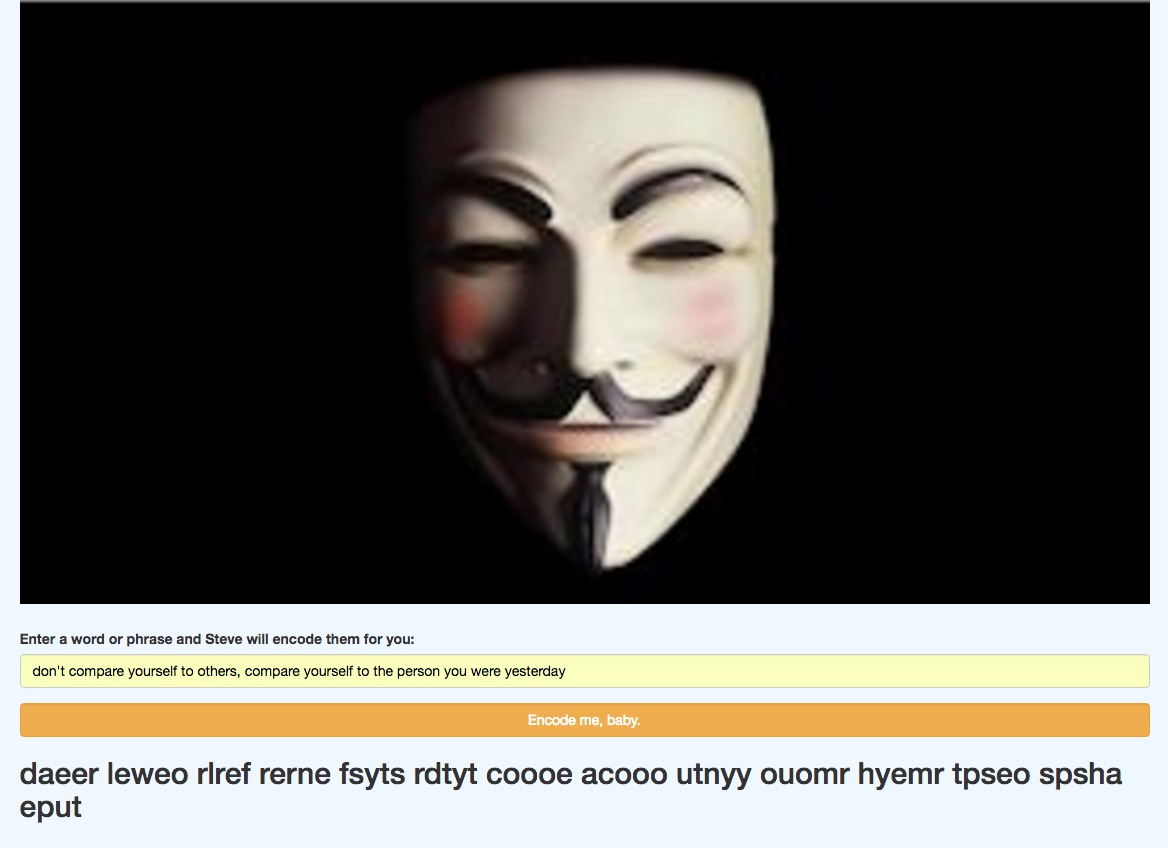 Enter a word or phrase and Steve will encode them for you:
don't compare yourself to others, compare yourself to the person you were yesterday
Encode me, baby.
daeer leweo rlref rerne fsyts rdtyt coooe acooo utnyy ouomr hyemr tpseo spsha
eput